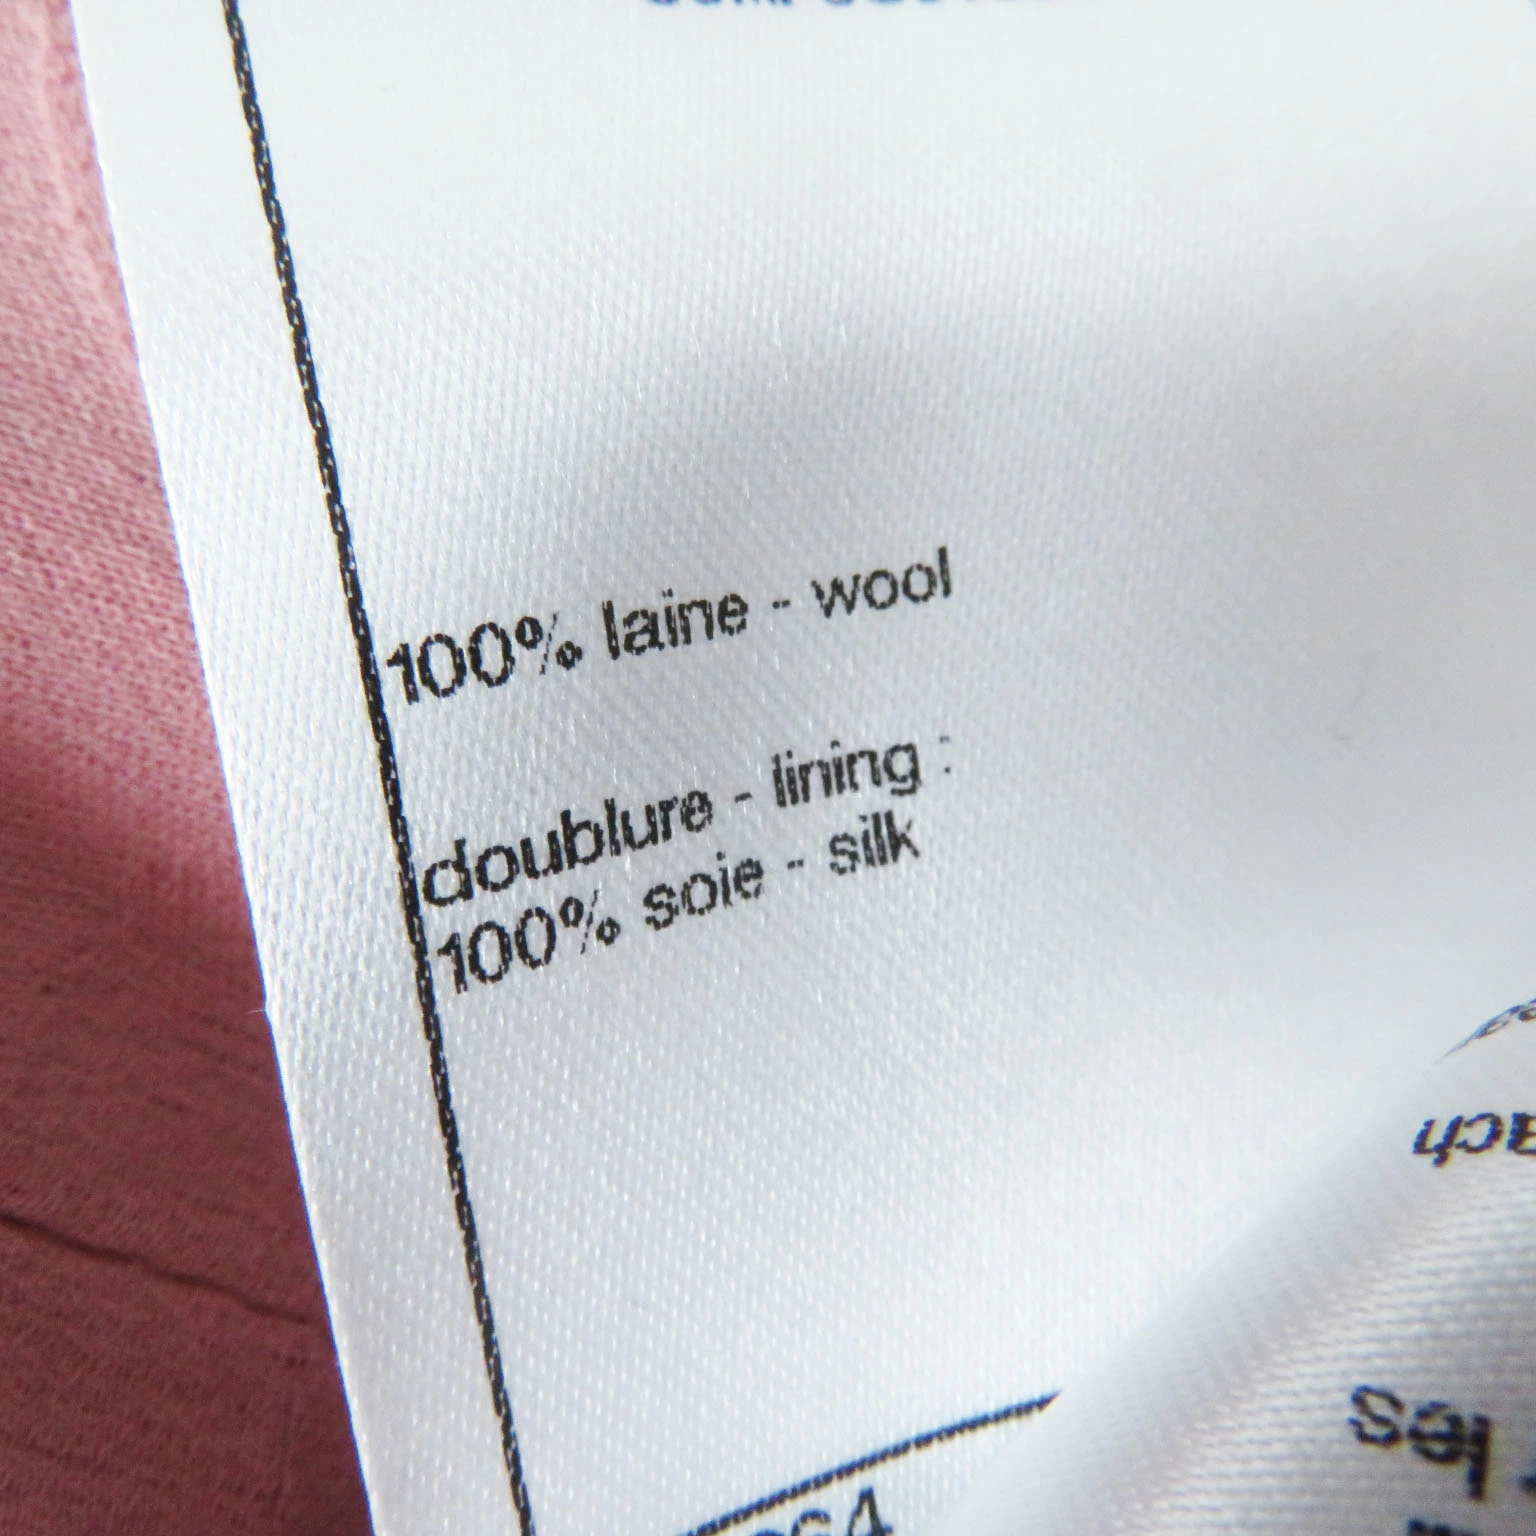 100% laine - wool
doublure - lining :
100% soie - silk